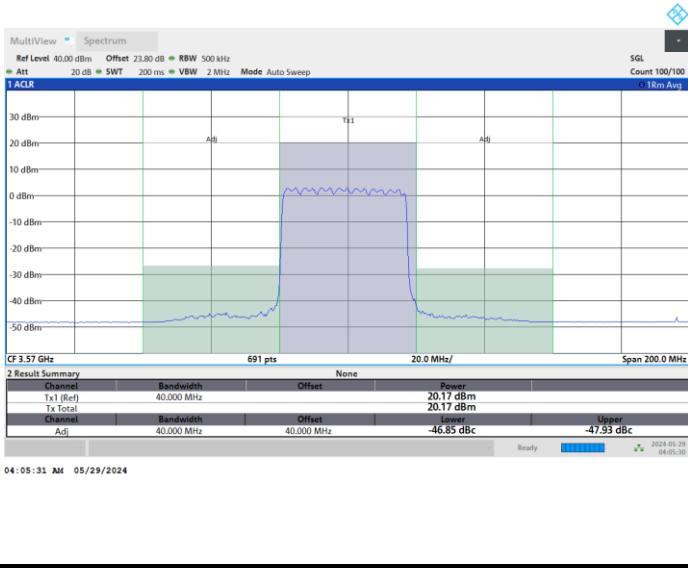 MultiView Spectrum
Ref Level 40.00 dBm Offset 23.80 dB RBW 500 kHz SGL
Att 20 dB SWT 200 ms VBW 2 MHz Mode Auto Sweep Count 100/100
1 ACLR 1Rm Avg
30 dBm
Tx1
20 dBm
Adj Adj
10 dBm
0 dBm
-10 dBm
-20 dBm
-30 dBm
-40 dBm
-50 dBm
CF 3.57 GHz 691 pts 20.0 MHz/ Span 200.0 MHz
2 Result Summary None
Channel Bandwidth Offset Power
Tx1 (Ref) 40.000 MHz 20.17 dBm
Tx Total 20.17 dBm
Channel Bandwidth Offset Lower Upper
Adj 40.000 MHz 40.000 MHz -46.85 dBc -47.93 dBc
Ready 2024-05-29
04:05:30
04:05:31 AM 05/29/2024